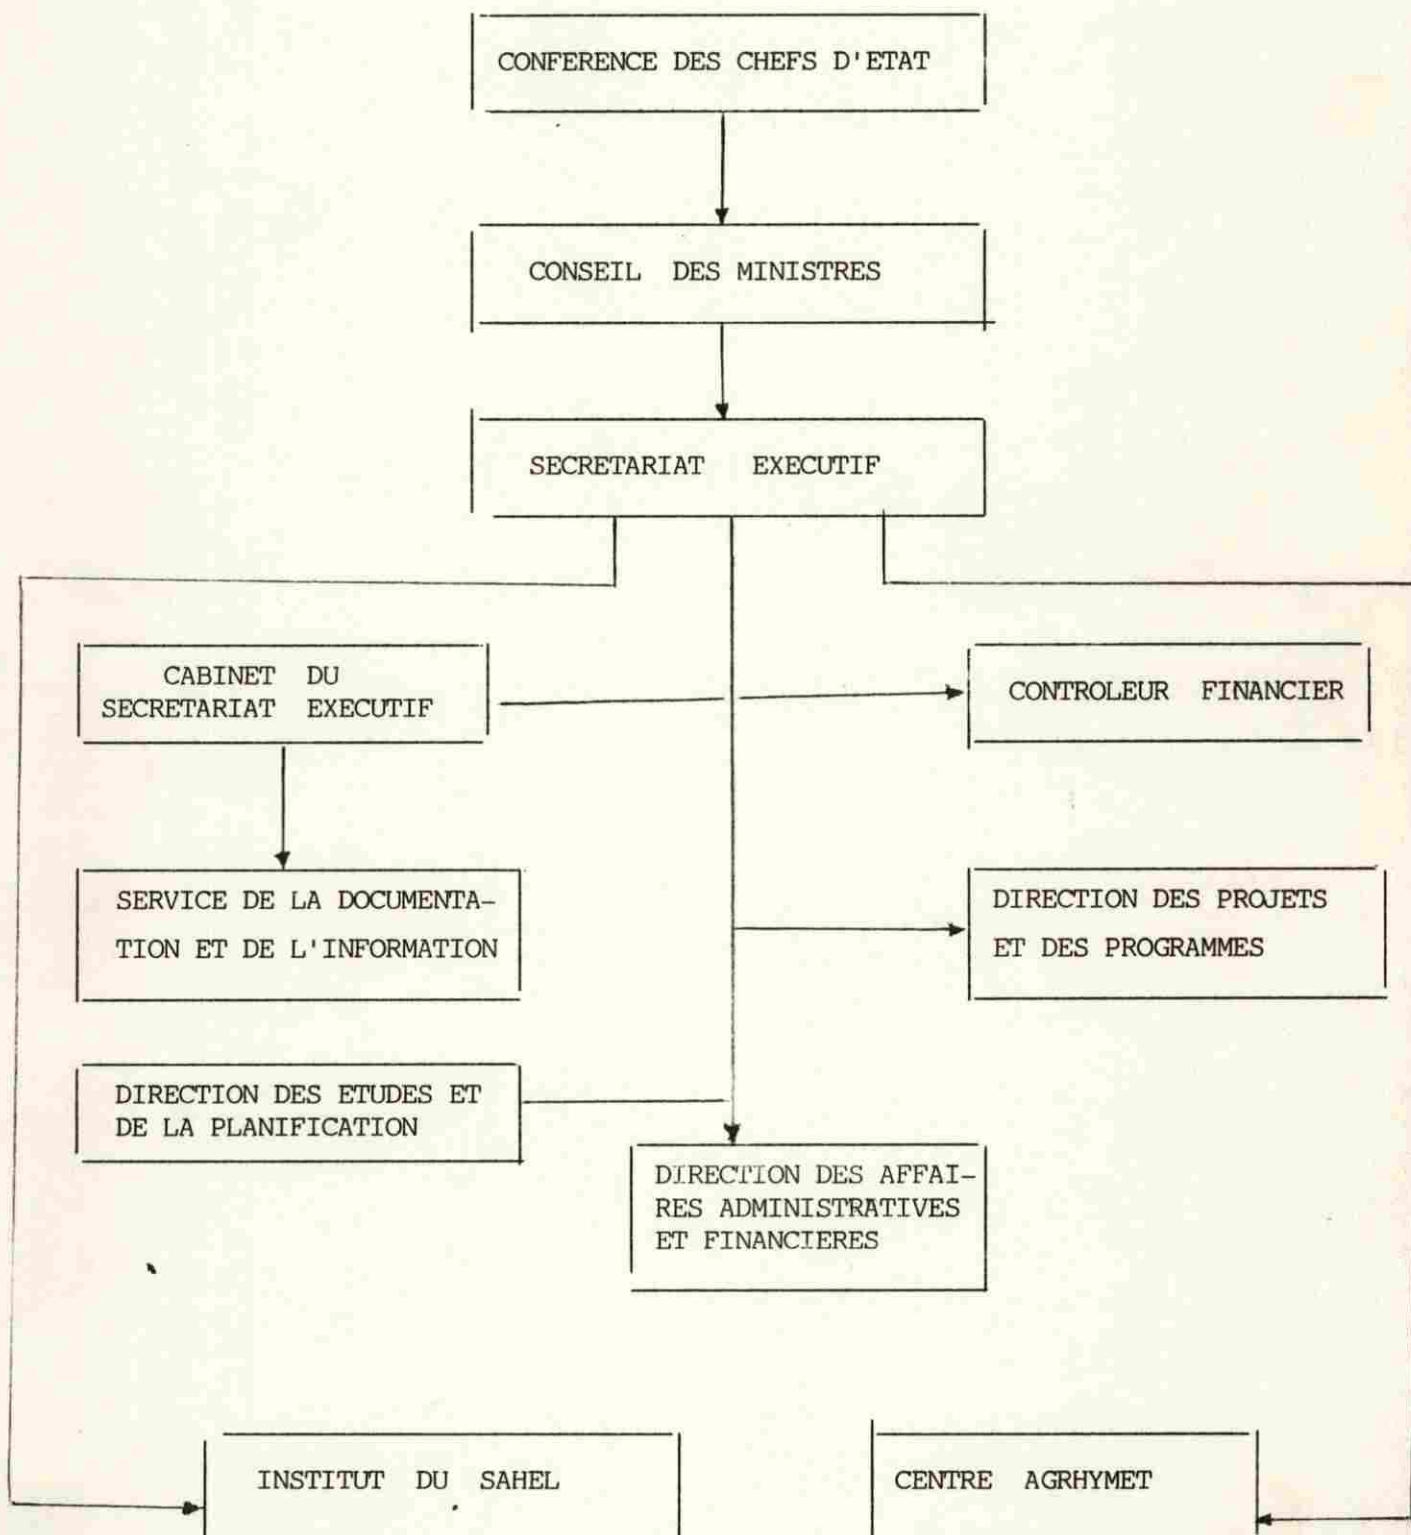 CONFERENCE DES CHEFS D'ETAT
CONSEIL DES MINISTRES
SECRETARIAT EXECUTIF
CABINET DU
SECRETARIAT EXECUTIF
CONTROLEUR FINANCIER
SERVICE DE LA DOCUMENTA-
TION ET DE L'INFORMATION
DIRECTION DES PROJETS
ET DES PROGRAMMES
DIRECTION DES ETUDES ET
DE LA PLANIFICATION
DIRECTION DES AFFAI-
RES ADMINISTRATIVES
ET FINANCIERES
INSTITUT DU SAHEL
CENTRE AGRHYMET